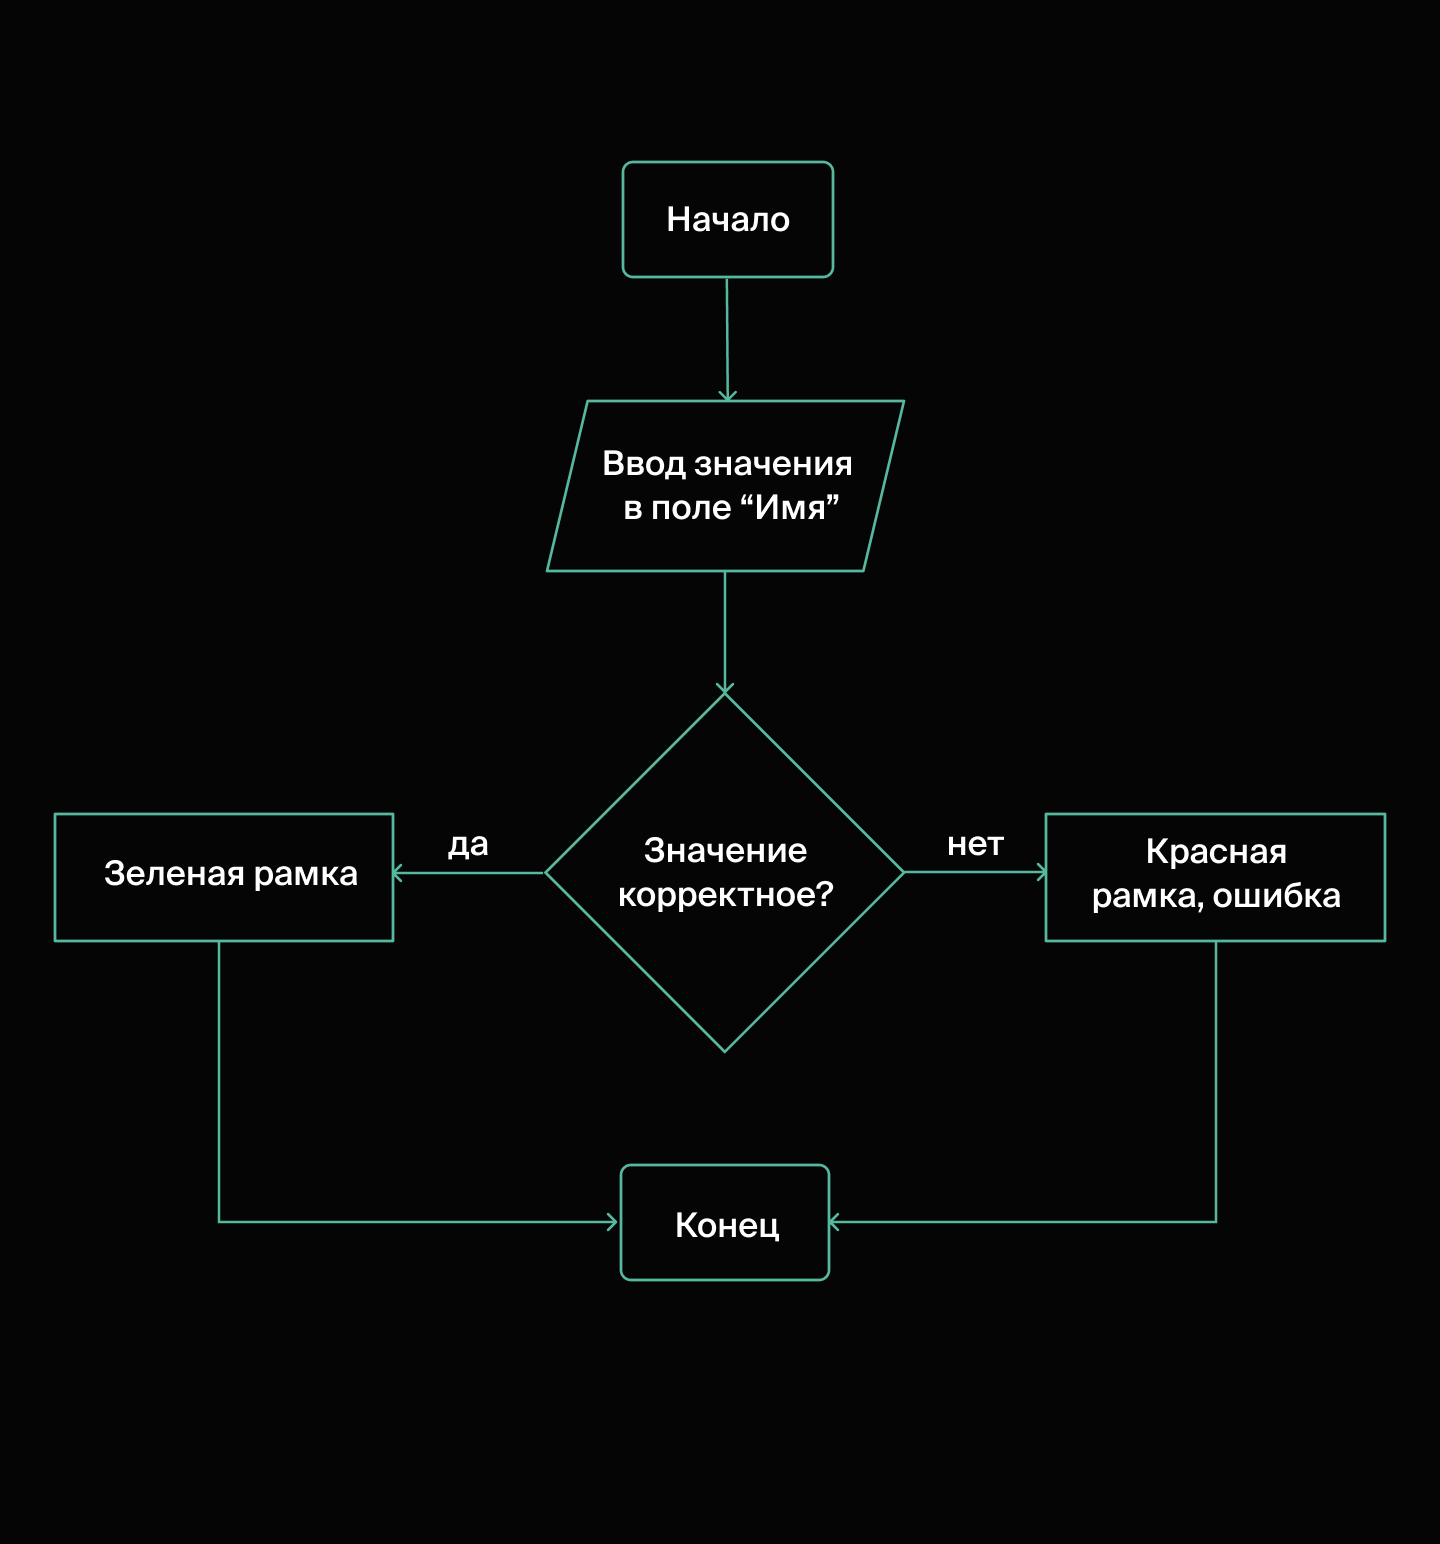 Начало
Ввод значения
в поле “Имя”
да
нет
Зеленая рамка
Значение
корректное?
Красная
рамка, ошибка
Конец